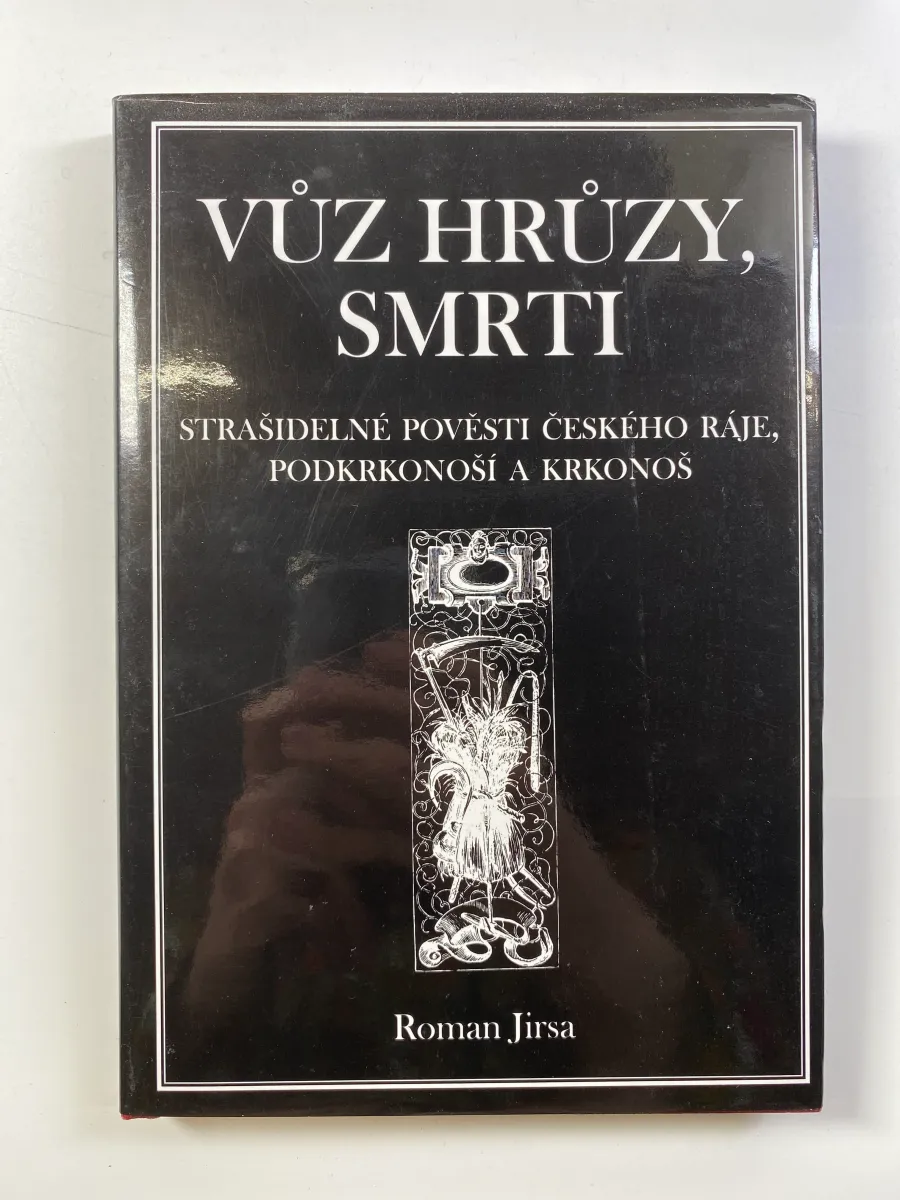 VŮZ HRŮZY,
SMRTI
STRAŠIDELNÉ POVĚSTI ČESKÉHO RÁJE,
PODKRKONOŠÍ A KRKONOŠ
Roman Jirsa